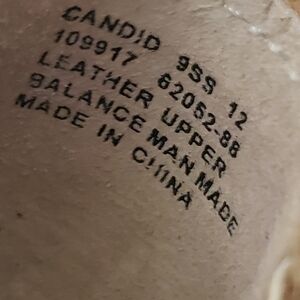 CANDID 9SS 12
109917 62052-88
LEATHER UPPER
BALANCE MAN MADE
MADE IN CHINA